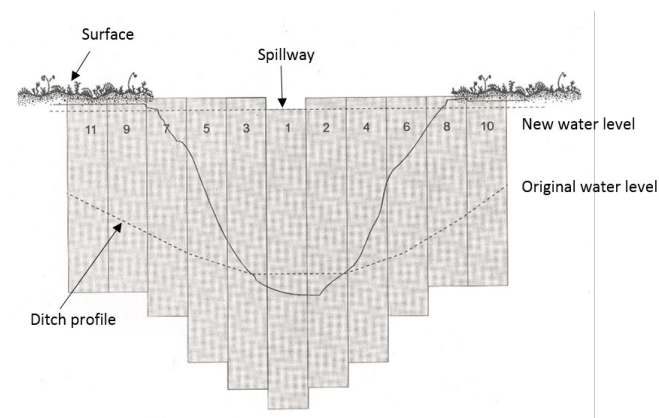 Surface
Spillway
11 9 7 5 3 1 2 4 6 8 10
New water level
Original water level
Ditch profile